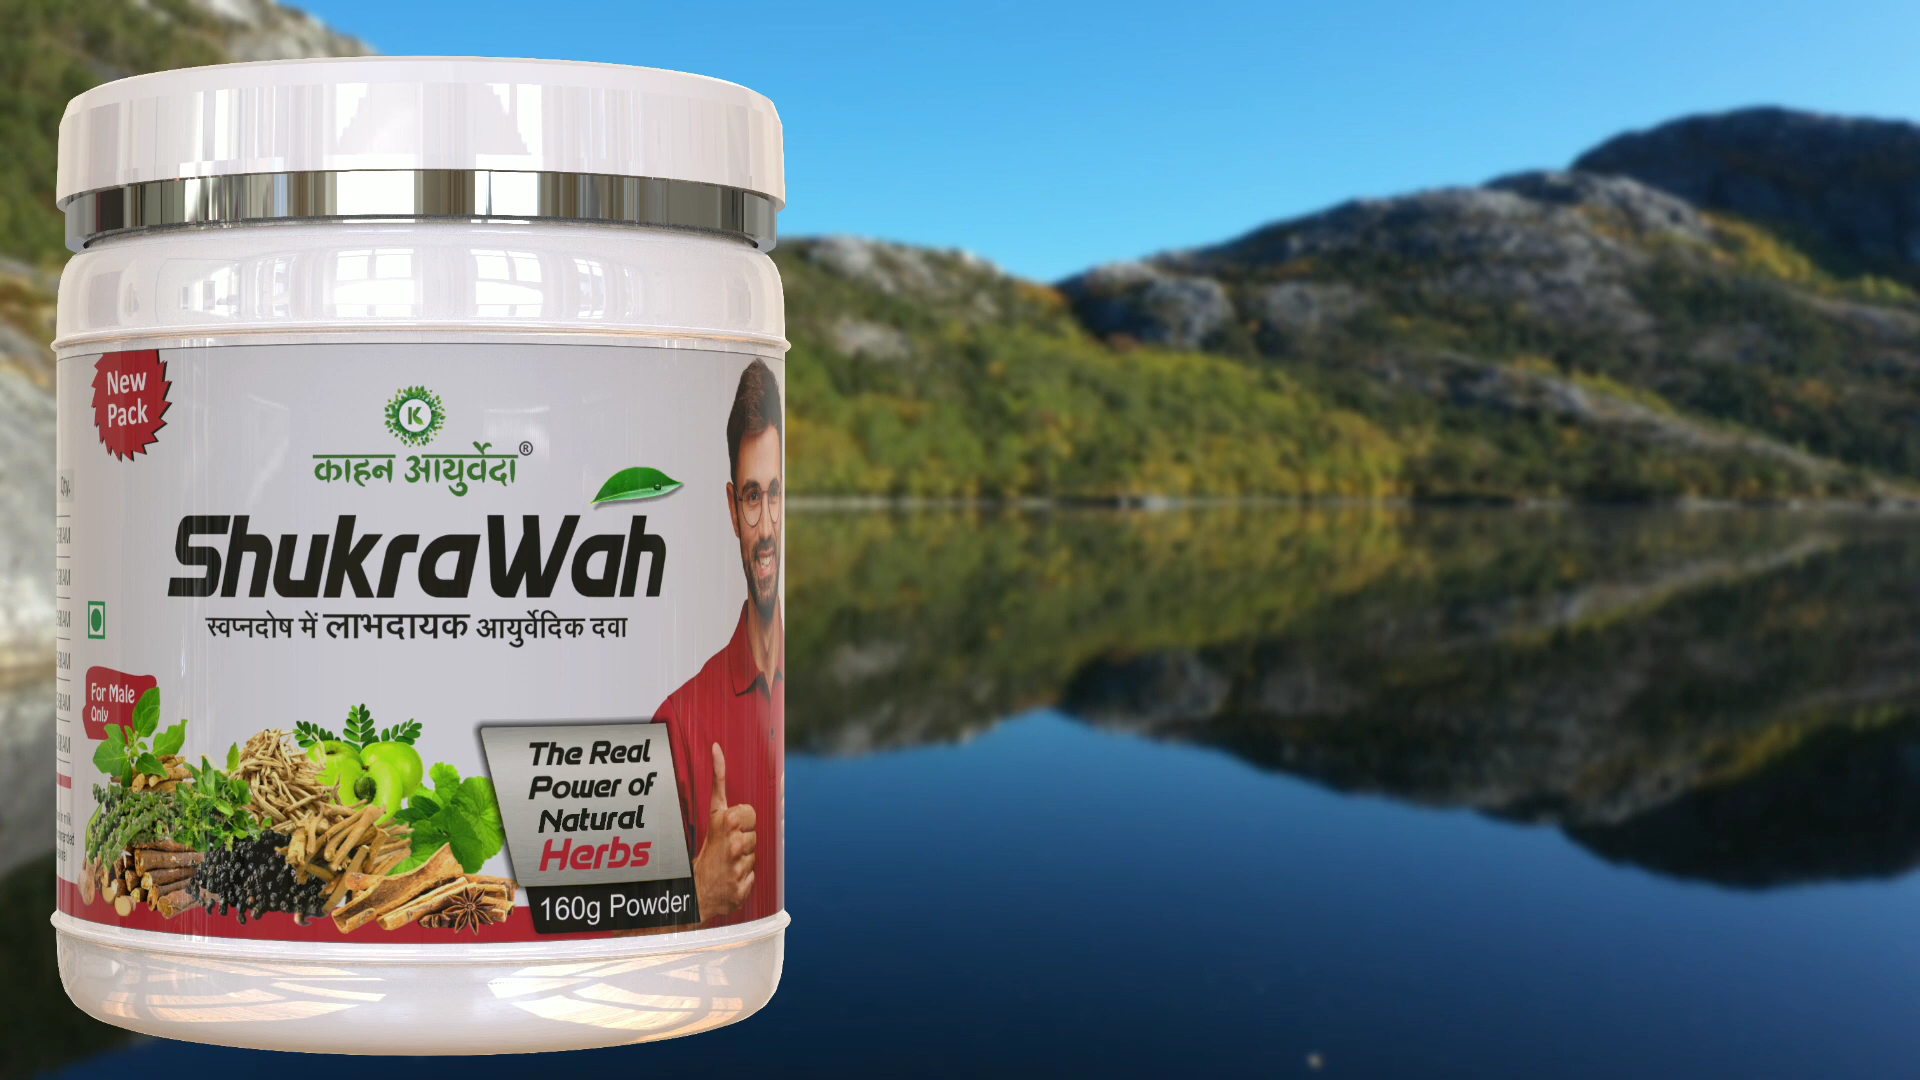 New
Pack
K
काहन आयुर्वेदा®
ShukraWah
स्वप्नदोष में लाभदायक आयुर्वेदिक दवा
Qty.
For Male
Only
The Real
Power of
Natural
Herbs
160g Powder